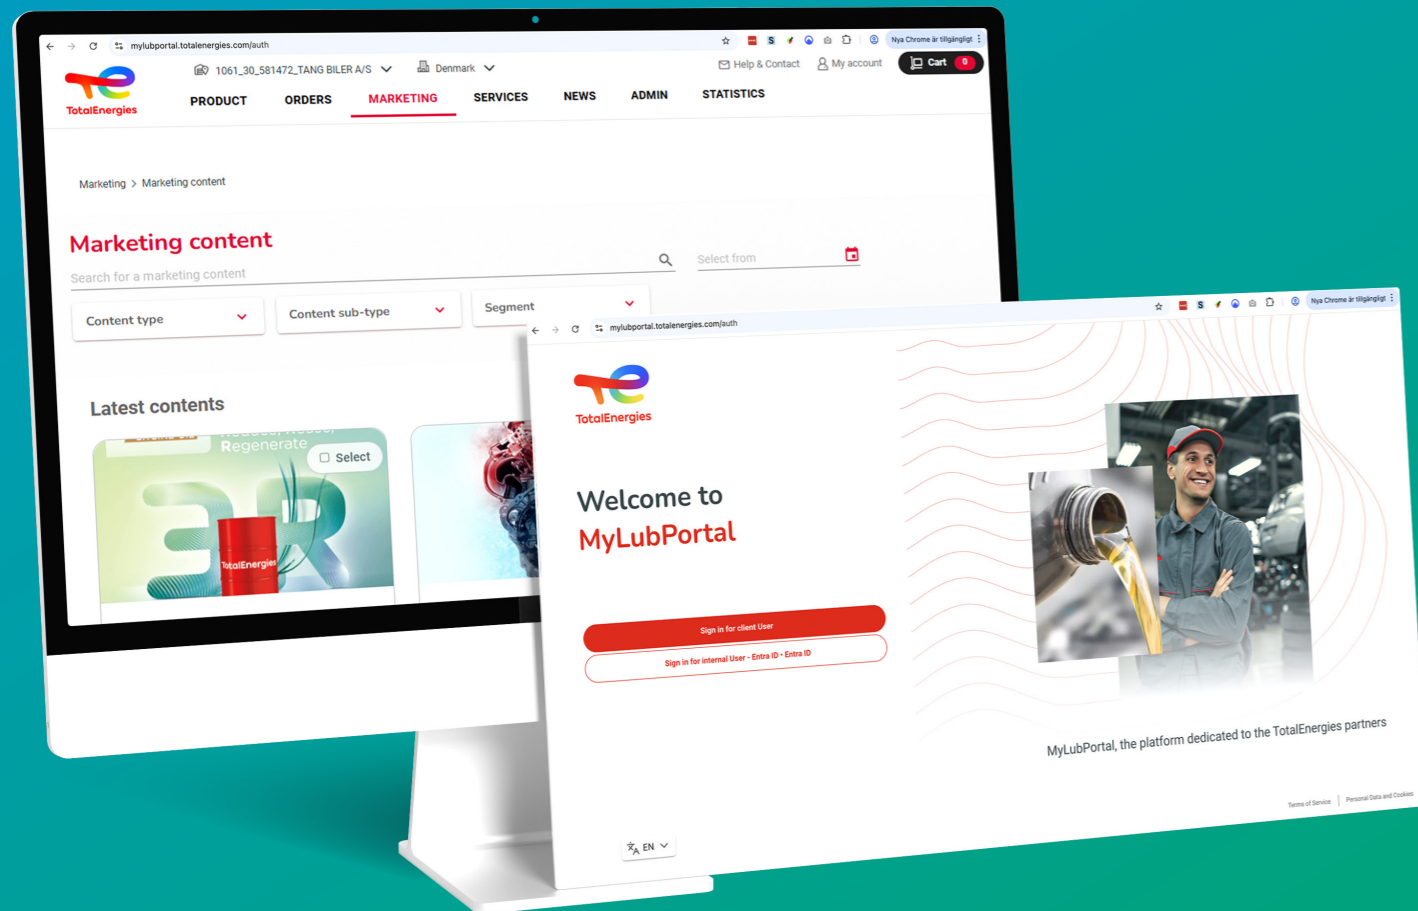 mylubportal.totalenergies.com/auth
Nya Chrome är tillgängligt
TotalEnergies
1061_30_581472_TANG BILER A/S
Denmark
Help & Contact
My account
Cart 0
PRODUCT ORDERS MARKETING SERVICES NEWS ADMIN STATISTICS
Marketing > Marketing content
Marketing content
Search for a marketing content
Select from
Content type
Content sub-type
Segment
Latest contents
Regenerate
Select
3R
TotalEnergies
mylubportal.totalenergies.com/auth
Nya Chrome är tillgängligt
TotalEnergies
Welcome to
MyLubPortal
Sign in for client User
Sign in for internal User - Entra ID • Entra ID
MyLubPortal, the platform dedicated to the TotalEnergies partners
Terms of Service | Personal Data and Cookies
EN